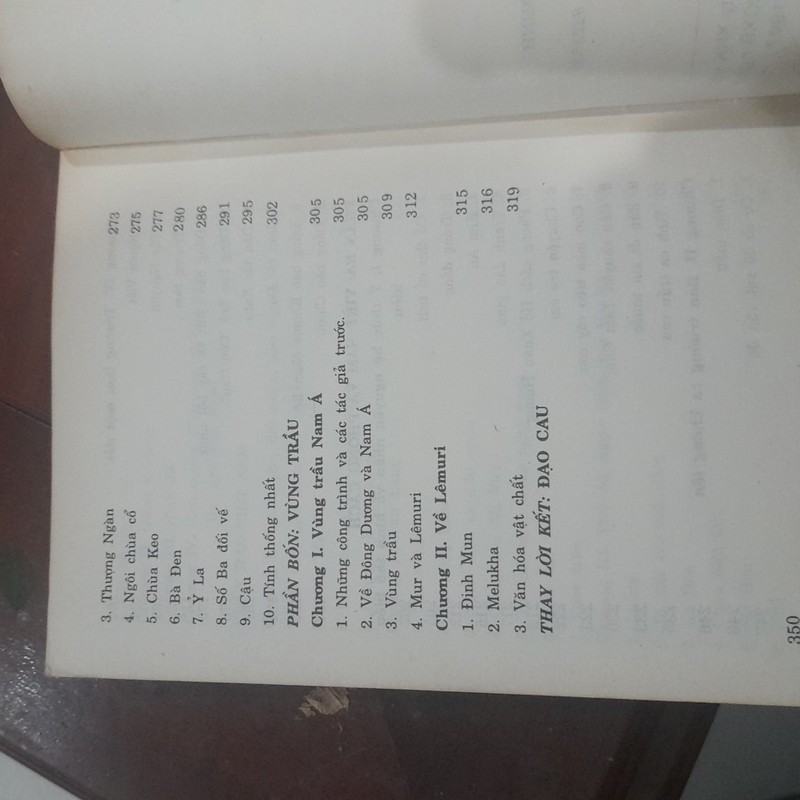 3. Thượng Ngàn 273
4. Ngôi chùa cổ 275
5. Chùa Keo 277
6. Bà Đen 280
7. Ỷ La 286
8. Số Ba đối vế 291
9. Cậu 295
10. Tính thống nhất 302
PHẦN BỐN: VÙNG TRẦU
Chương I. Vùng trầu Nam Á 305
1. Những công trình và các tác giả trước. 305
2. Về Đông Dương và Nam Á 305
3. Vùng trầu 309
4. Mur và Lêmuri 312
Chương II. Về Lêmuri
1. Đinh Mun 315
2. Melukha 316
3. Văn hóa vật chất 319
THAY LỜI KẾT: ĐẠO CAU
350